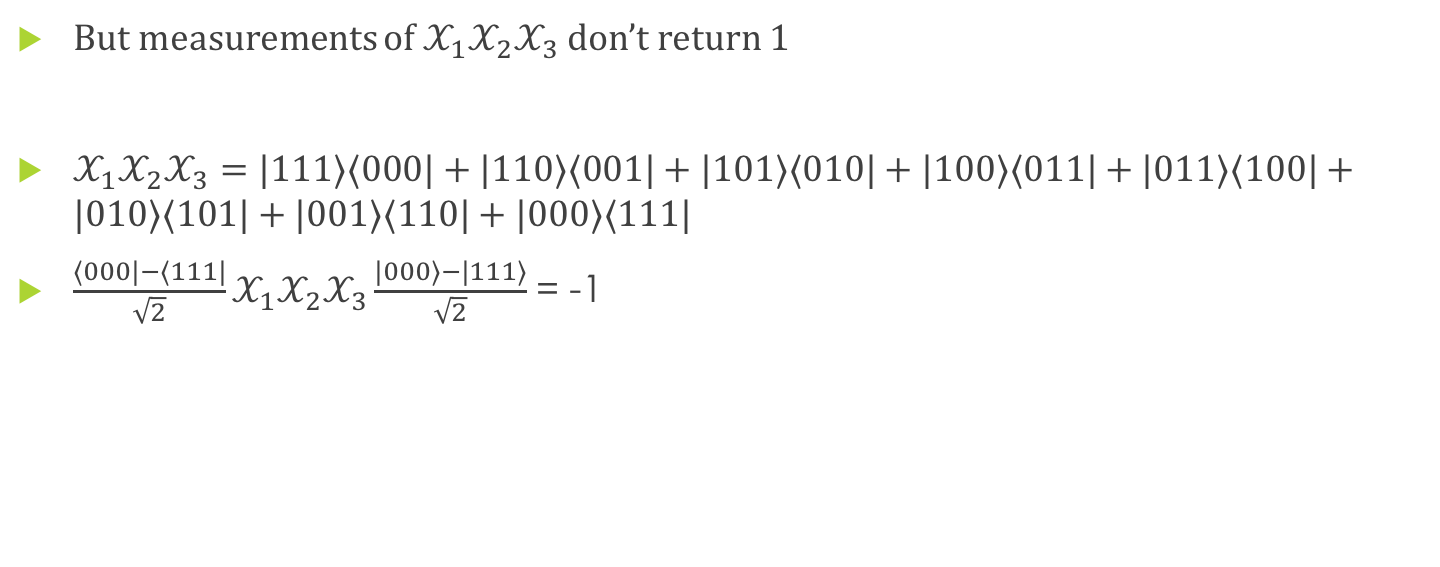 But measurements of 𝒳₁𝒳₂𝒳₃ don’t return 1
𝒳₁𝒳₂𝒳₃ = |111⟩⟨000| + |110⟩⟨001| + |101⟩⟨010| + |100⟩⟨011| + |011⟩⟨100| +
|010⟩⟨101| + |001⟩⟨110| + |000⟩⟨111|
(⟨000|−⟨111|)/√2 𝒳₁𝒳₂𝒳₃ (|000⟩−|111⟩)/√2 = -1